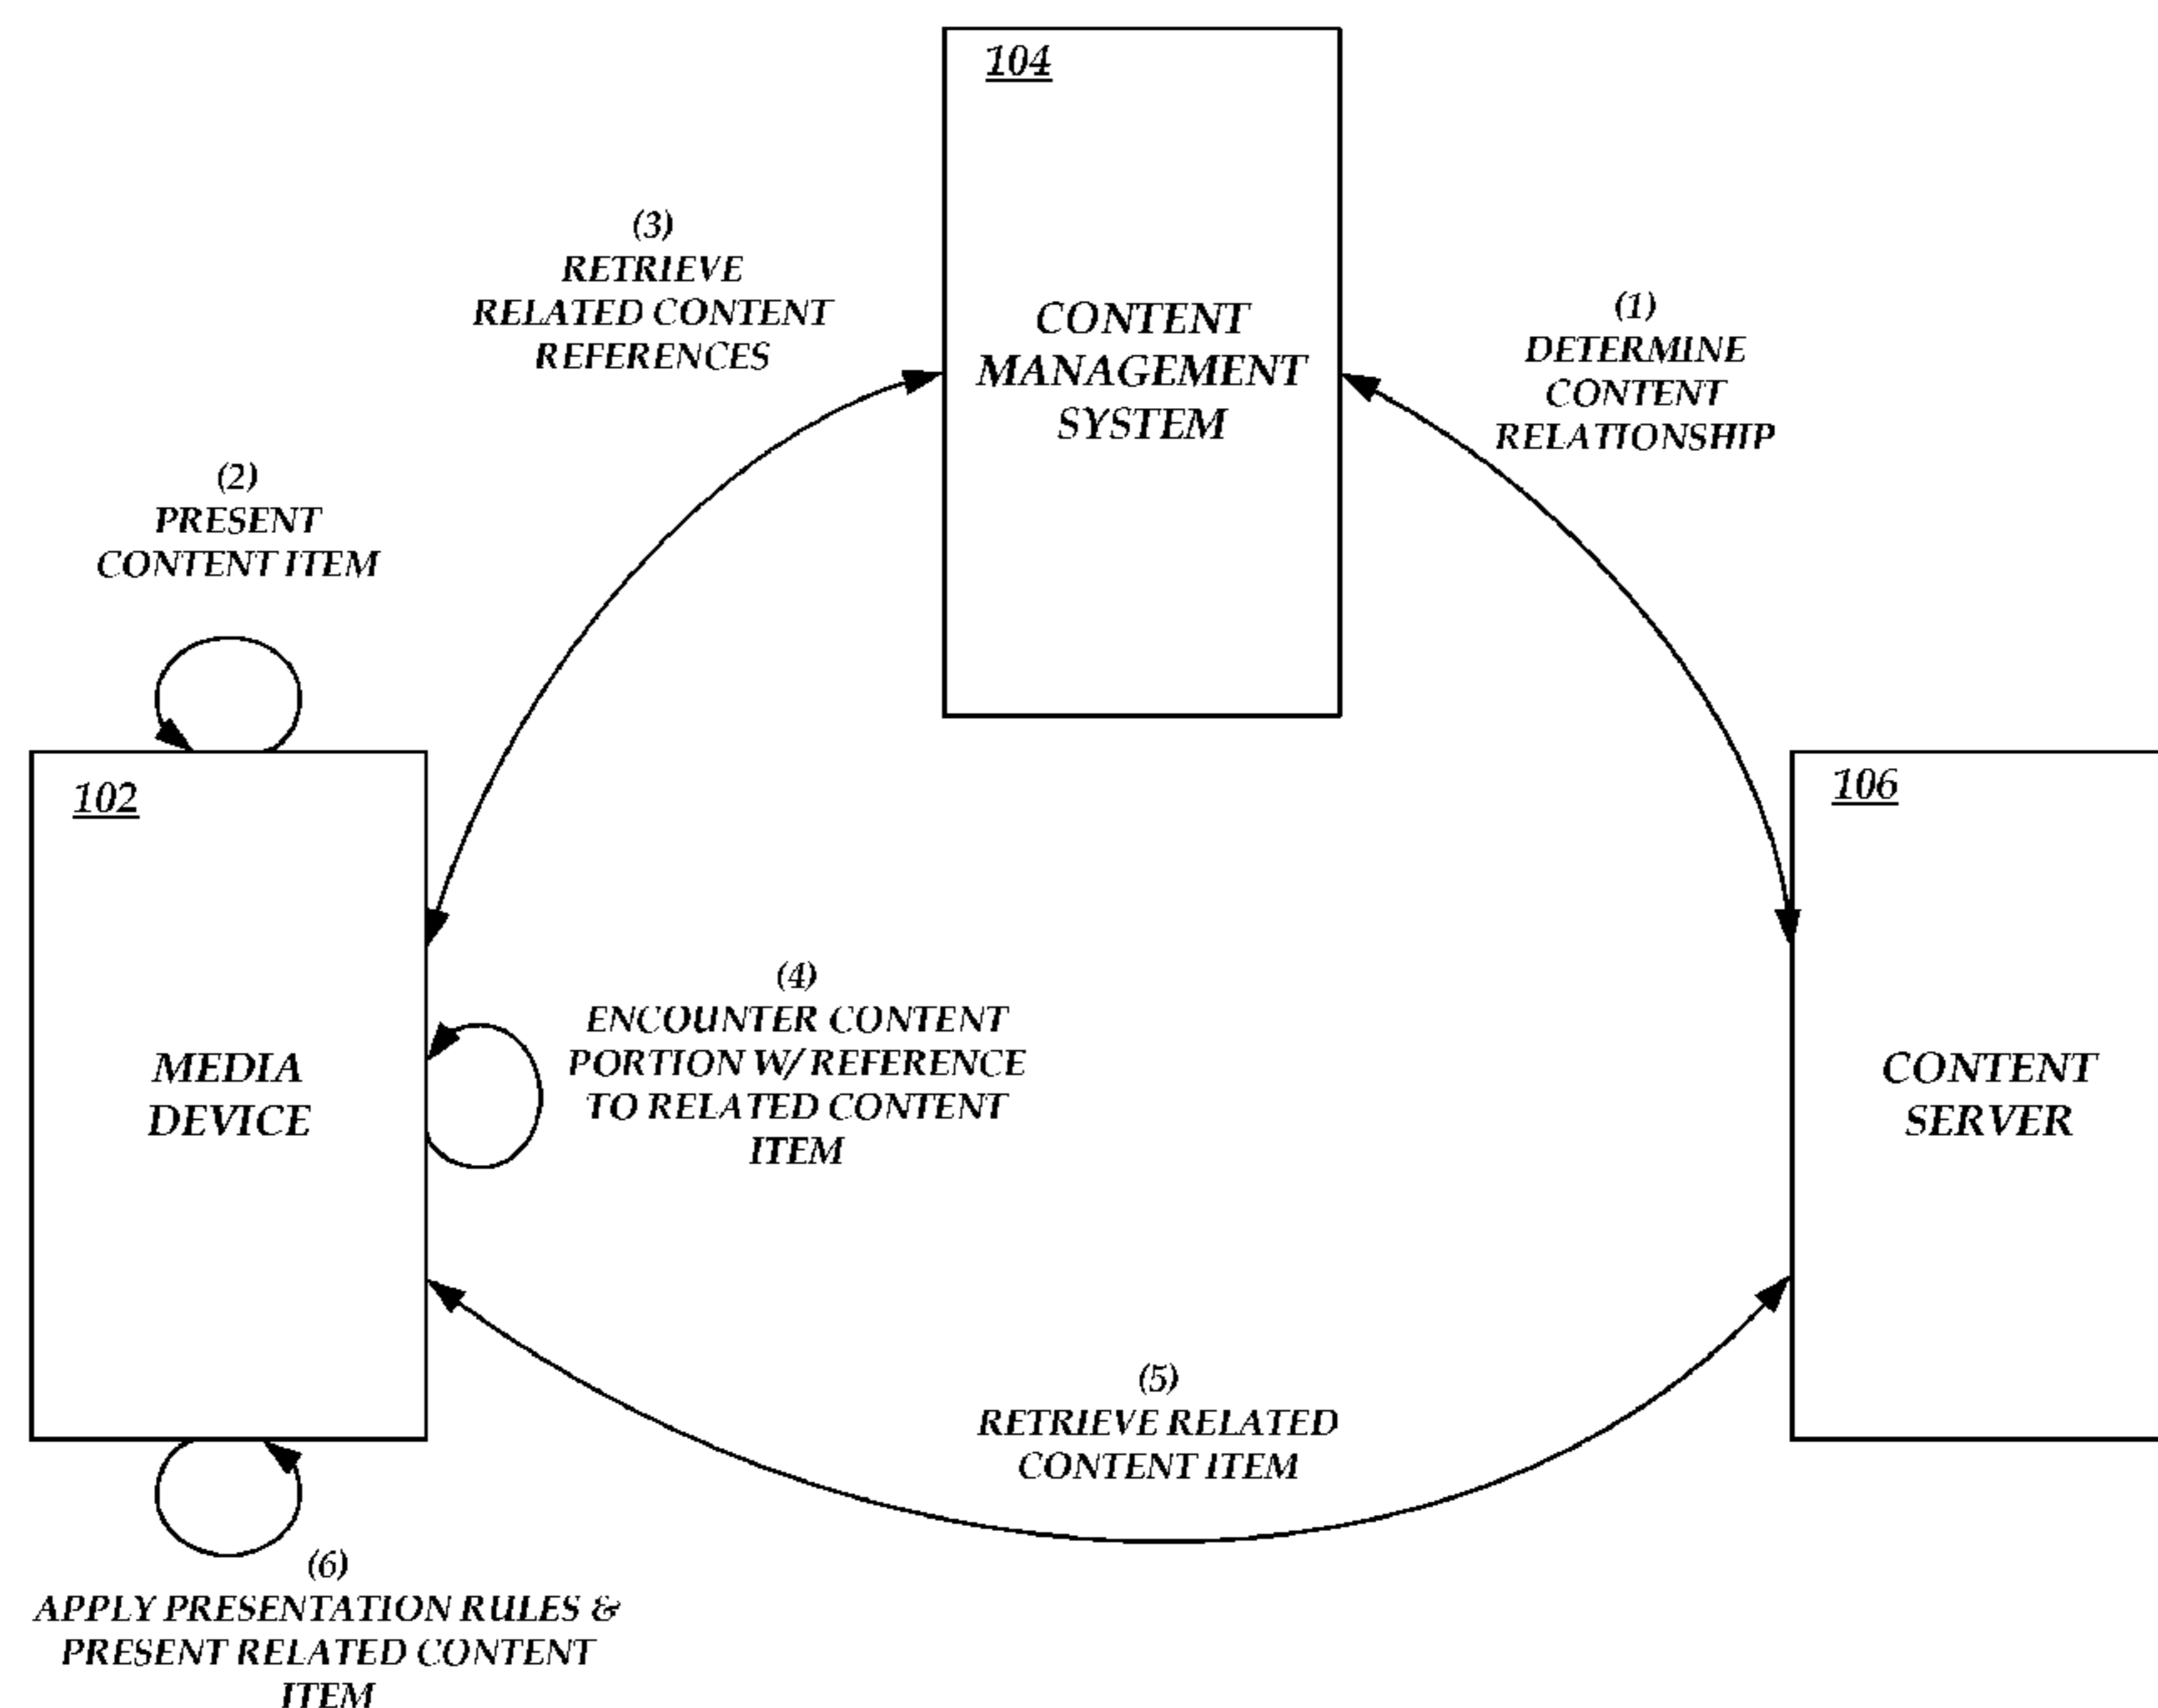 104
CONTENT
MANAGEMENT
SYSTEM
(3)
RETRIEVE
RELATED CONTENT
REFERENCES
(1)
DETERMINE
CONTENT
RELATIONSHIP
(2)
PRESENT
CONTENT ITEM
102
MEDIA
DEVICE
106
CONTENT
SERVER
(4)
ENCOUNTER CONTENT
PORTION W/ REFERENCE
TO RELATED CONTENT
ITEM
(5)
RETRIEVE RELATED
CONTENT ITEM
(6)
APPLY PRESENTATION RULES &
PRESENT RELATED CONTENT
ITEM